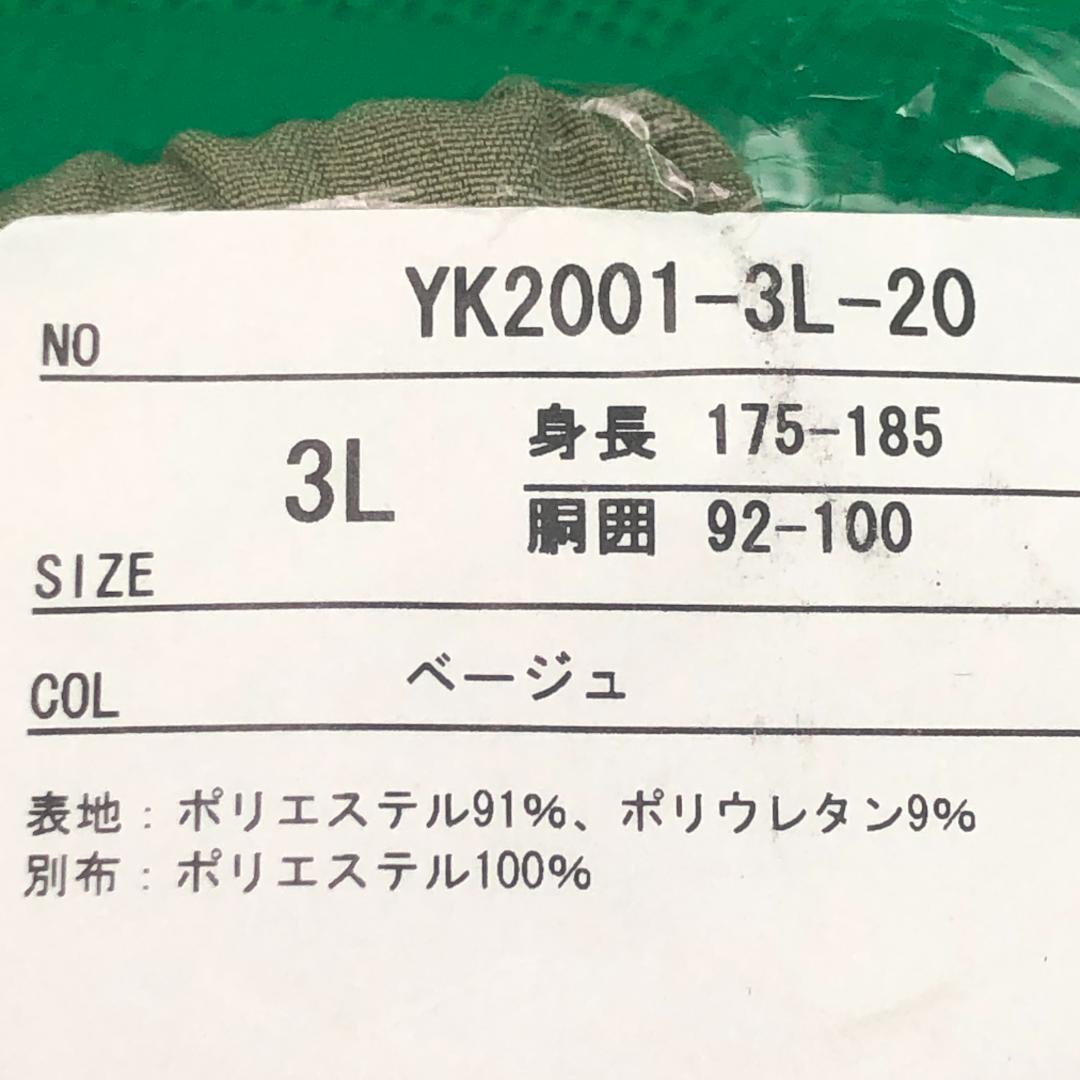 NO YK2001-3L-20
SIZE 3L
身長 175-185
胴囲 92-100
COL ベージュ
表地：ポリエステル91%、ポリウレタン9%
別布：ポリエステル100%